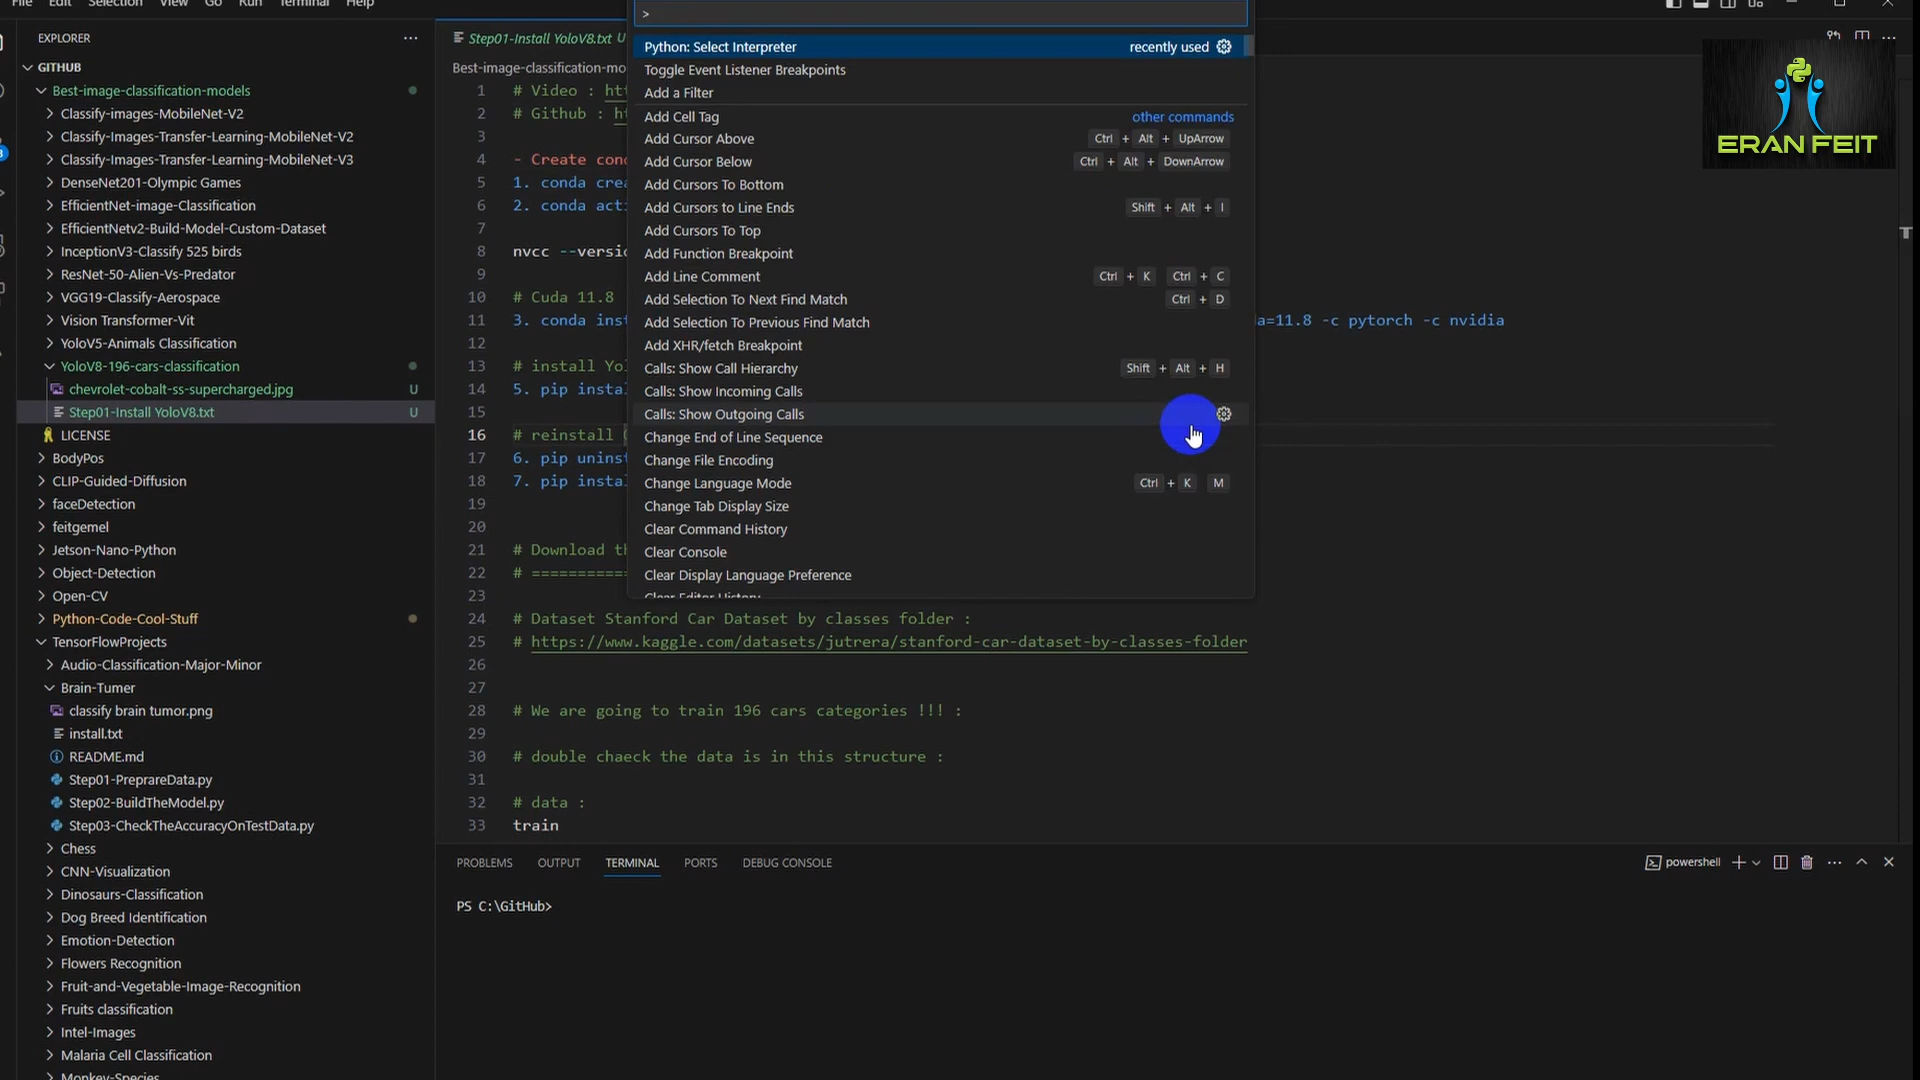 File Edit Selection View Go Run Terminal Help
>
EXPLORER
GITHUB
Best-image-classification-models
Classify-images-MobileNet-V2
Classify-Images-Transfer-Learning-MobileNet-V2
Classify-Images-Transfer-Learning-MobileNet-V3
DenseNet201-Olympic Games
EfficientNet-image-Classification
EfficientNetv2-Build-Model-Custom-Dataset
InceptionV3-Classify 525 birds
ResNet-50-Alien-Vs-Predator
VGG19-Classify-Aerospace
Vision Transformer-Vit
YoloV5-Animals Classification
YoloV8-196-cars-classification
chevrolet-cobalt-ss-supercharged.jpg U
Step01-Install YoloV8.txt U
LICENSE
BodyPos
CLIP-Guided-Diffusion
faceDetection
feitgemel
Jetson-Nano-Python
Object-Detection
Open-CV
Python-Code-Cool-Stuff
TensorFlowProjects
Audio-Classification-Major-Minor
Brain-Tumer
classify brain tumor.png
install.txt
README.md
Step01-PreprareData.py
Step02-BuildTheModel.py
Step03-CheckTheAccuracyOnTestData.py
Chess
CNN-Visualization
Dinosaurs-Classification
Dog Breed Identification
Emotion-Detection
Flowers Recognition
Fruit-and-Vegetable-Image-Recognition
Fruits classification
Intel-Images
Malaria Cell Classification
Monkey-Species
Step01-Install YoloV8.txt U
Best-image-classification-mo
1 # Video : ht
2 # Github : h
3
4 - Create con
5 1. conda crea
6 2. conda acti
7
8 nvcc --versio
9
10 # Cuda 11.8
11 3. conda inst a=11.8 -c pytorch -c nvidia
12
13 # install Yol
14 5. pip instal
15
16 # reinstall
17 6. pip uninst
18 7. pip instal
19
20
21 # Download th
22 # ===========
23
24 # Dataset Stanford Car Dataset by classes folder :
25 # https://www.kaggle.com/datasets/jutrera/stanford-car-dataset-by-classes-folder
26
27
28 # We are going to train 196 cars categories !!! :
29
30 # double chaeck the data is in this structure :
31
32 # data :
33 train
Python: Select Interpreter recently used
Toggle Event Listener Breakpoints
Add a Filter
Add Cell Tag other commands
Add Cursor Above Ctrl + Alt + UpArrow
Add Cursor Below Ctrl + Alt + DownArrow
Add Cursors To Bottom
Add Cursors to Line Ends Shift + Alt + I
Add Cursors To Top
Add Function Breakpoint
Add Line Comment Ctrl + K Ctrl + C
Add Selection To Next Find Match Ctrl + D
Add Selection To Previous Find Match
Add XHR/fetch Breakpoint
Calls: Show Call Hierarchy Shift + Alt + H
Calls: Show Incoming Calls
Calls: Show Outgoing Calls
Change End of Line Sequence
Change File Encoding
Change Language Mode Ctrl + K M
Change Tab Display Size
Clear Command History
Clear Console
Clear Display Language Preference
Clear Editor History
ERAN FEIT
PROBLEMS OUTPUT TERMINAL PORTS DEBUG CONSOLE powershell
PS C:\GitHub>